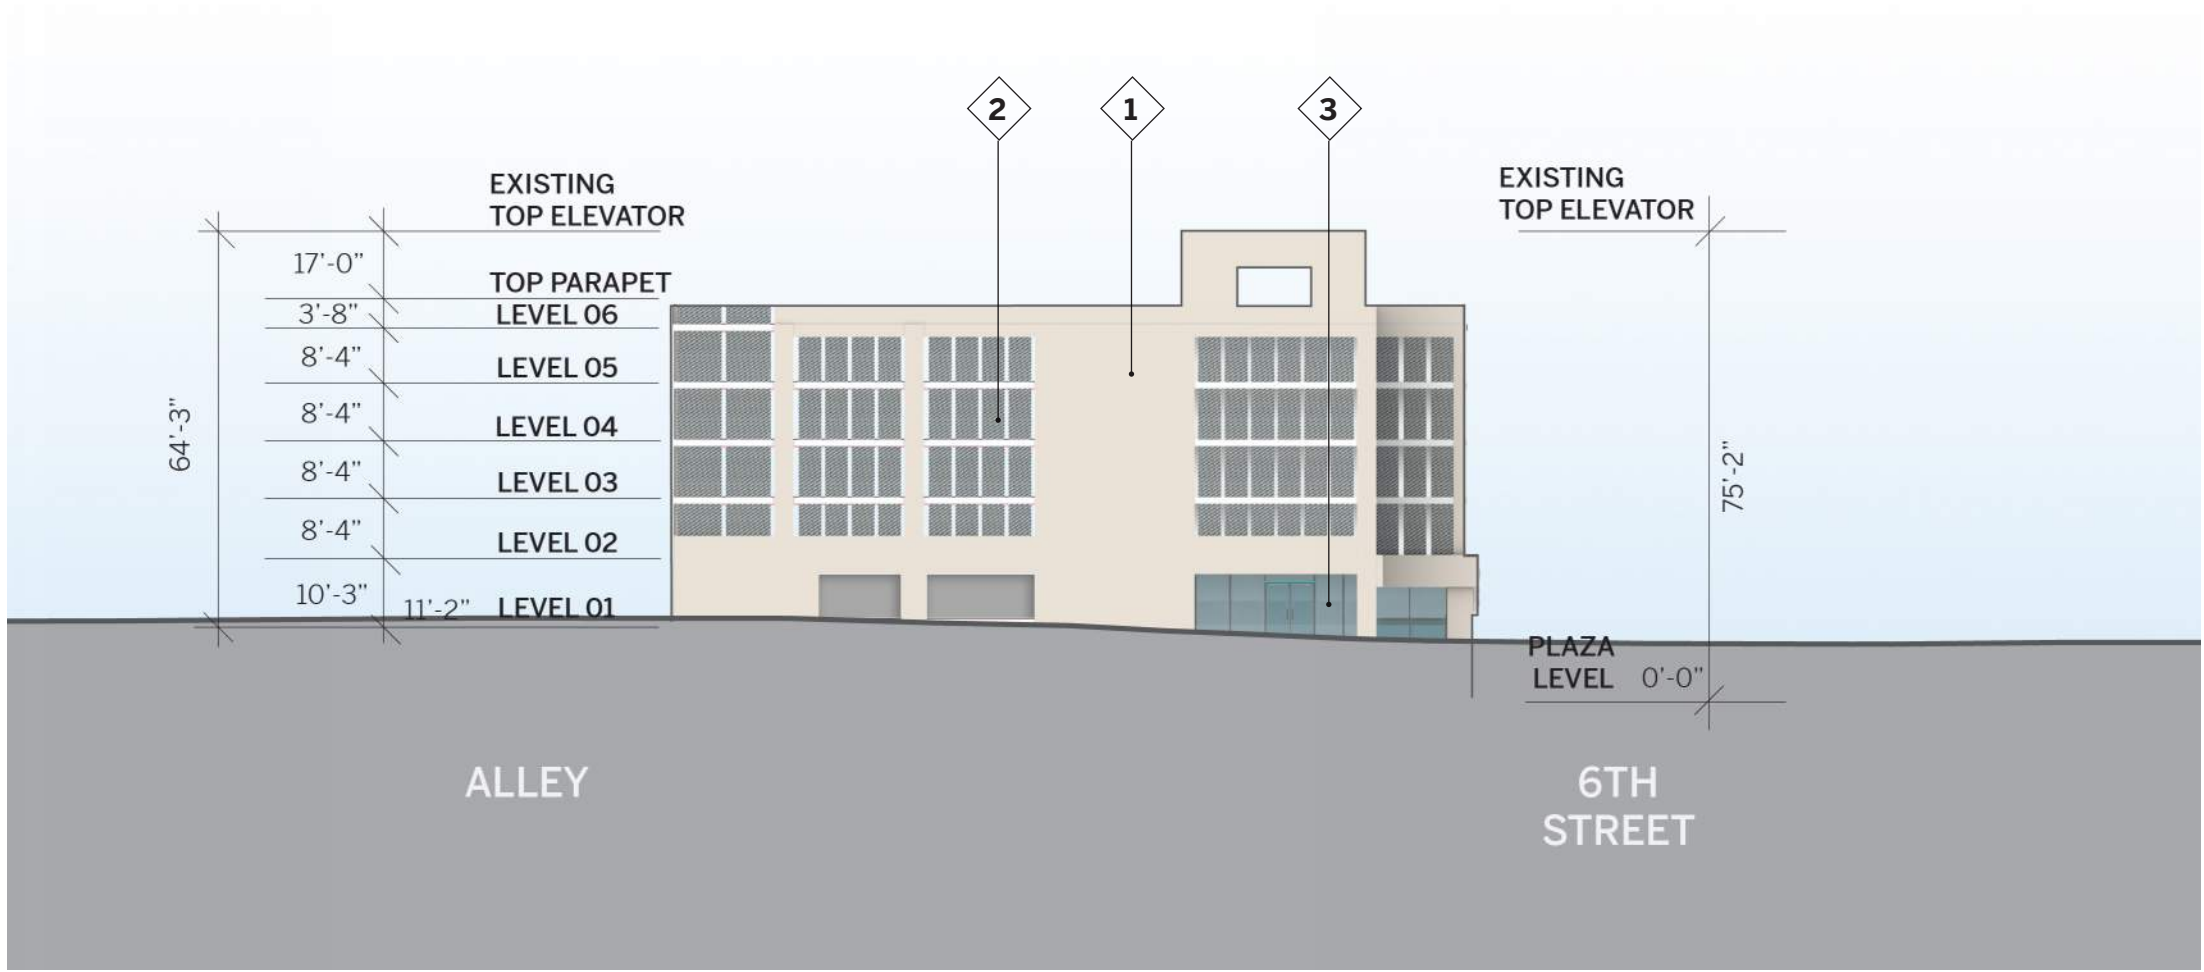 2
1
3
EXISTING
TOP ELEVATOR
EXISTING
TOP ELEVATOR
17’-0”
TOP PARAPET
3’-8”
LEVEL 06
8’-4”
LEVEL 05
8’-4”
LEVEL 04
64’-3”
8’-4”
LEVEL 03
75’-2”
8’-4”
LEVEL 02
10’-3”
11’-2” LEVEL 01
PLAZA
LEVEL 0’-0”
ALLEY
6TH
STREET